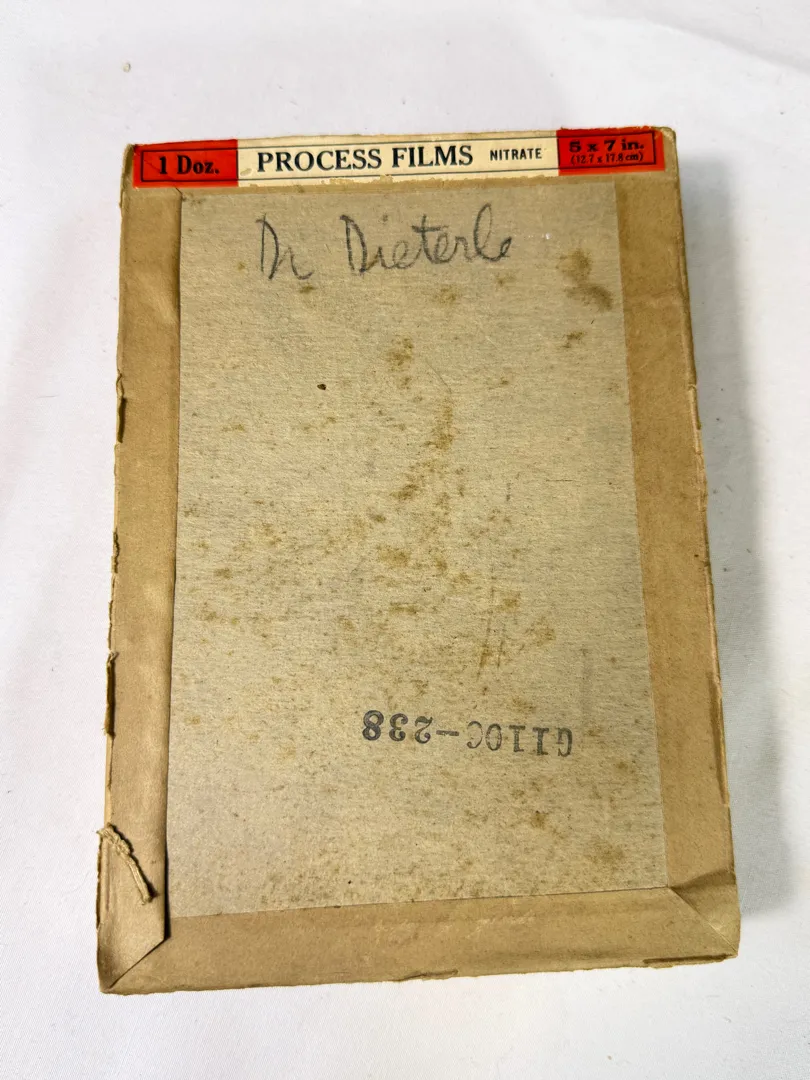 1 Doz. PROCESS FILMS NITRATE 5 x 7 in.
(12.7 x 17.8 cm)
Dr Dieterle
G110C-238